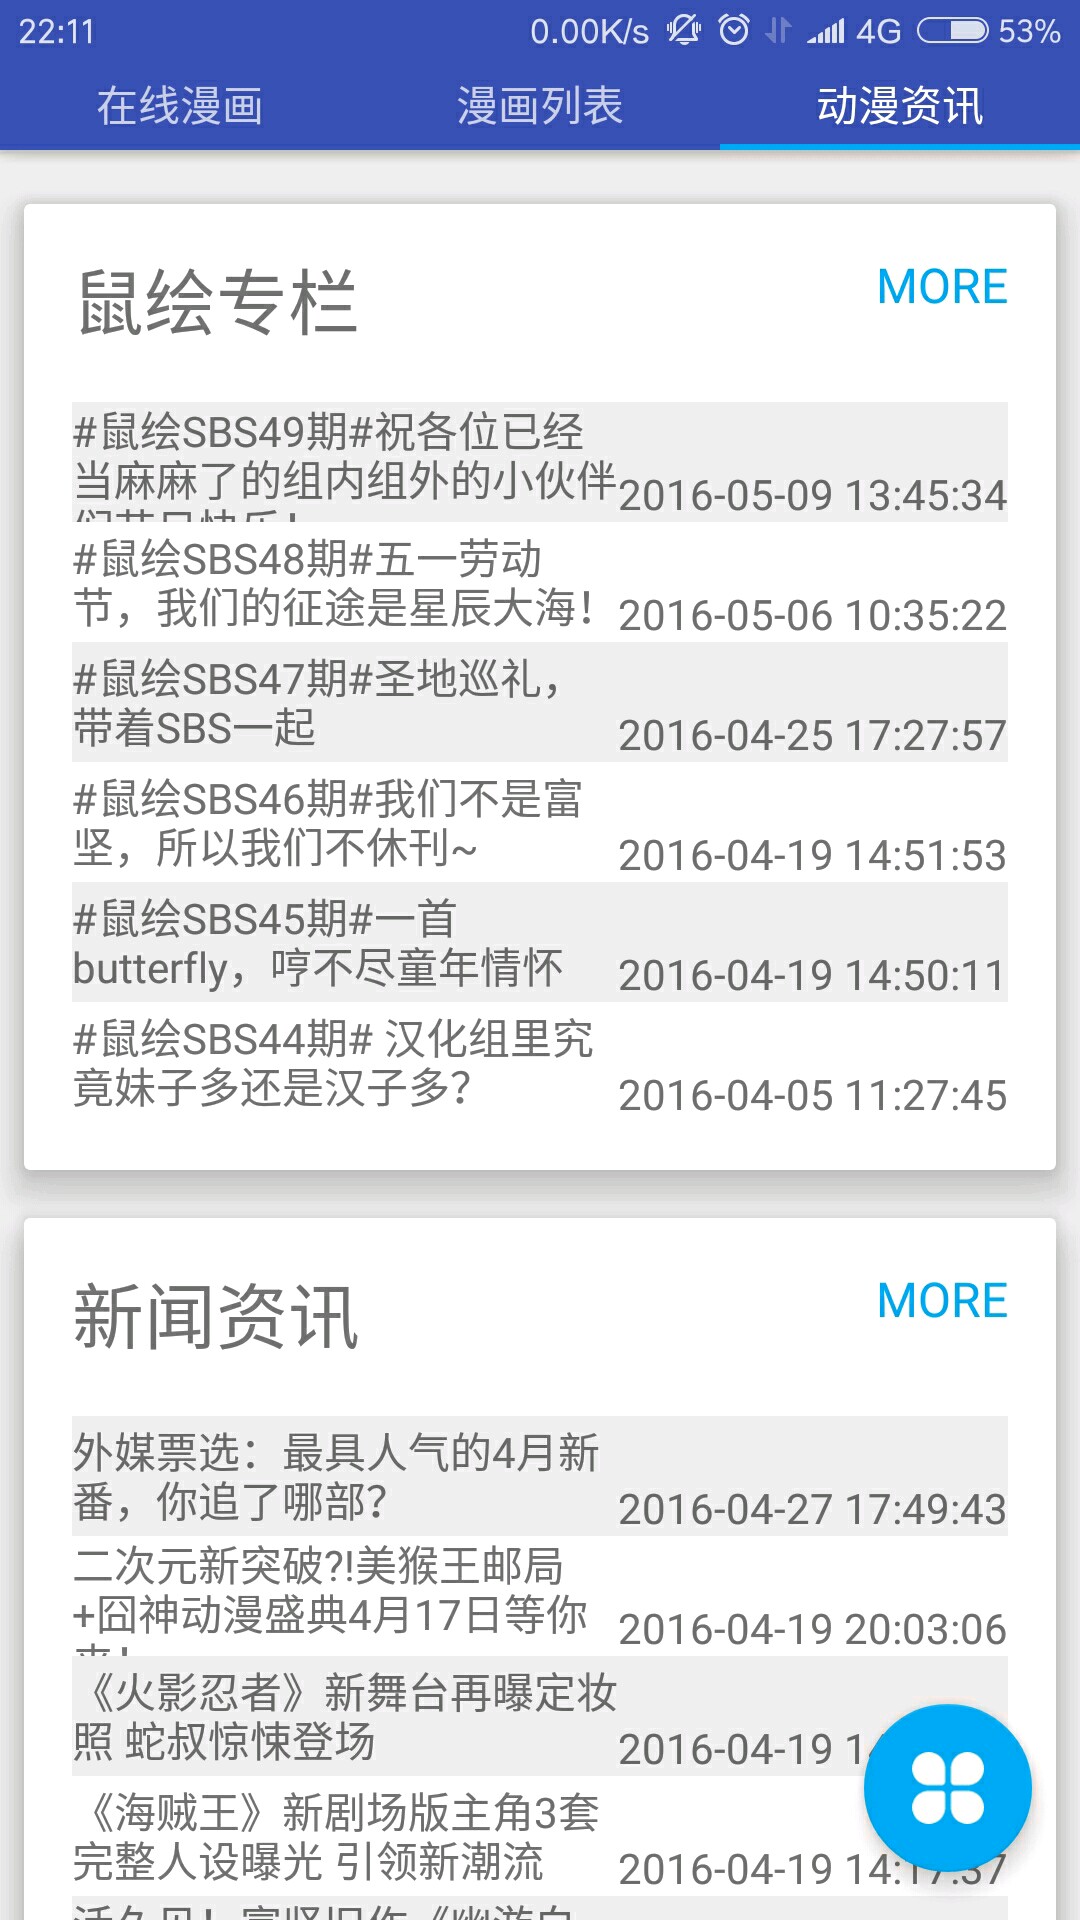 22:11 0.00K/s 4G 53%
在线漫画 漫画列表 动漫资讯
鼠绘专栏 MORE
#鼠绘SBS49期#祝各位已经
当麻麻了的组内组外的小伙伴 2016-05-09 13:45:34
们节日快乐!
#鼠绘SBS48期#五一劳动
节，我们的征途是星辰大海！ 2016-05-06 10:35:22
#鼠绘SBS47期#圣地巡礼，
带着SBS一起 2016-04-25 17:27:57
#鼠绘SBS46期#我们不是富
坚，所以我们不休刊~ 2016-04-19 14:51:53
#鼠绘SBS45期#一首
butterfly，哼不尽童年情怀 2016-04-19 14:50:11
#鼠绘SBS44期# 汉化组里究
竟妹子多还是汉子多？ 2016-04-05 11:27:45
新闻资讯 MORE
外媒票选：最具人气的4月新
番，你追了哪部？ 2016-04-27 17:49:43
二次元新突破?!美猴王邮局
+囧神动漫盛典4月17日等你 2016-04-19 20:03:06
来!
《火影忍者》新舞台再曝定妆
照 蛇叔惊悚登场 2016-04-19
《海贼王》新剧场版主角3套
完整人设曝光 引领新潮流 2016-04-19 14:17:37